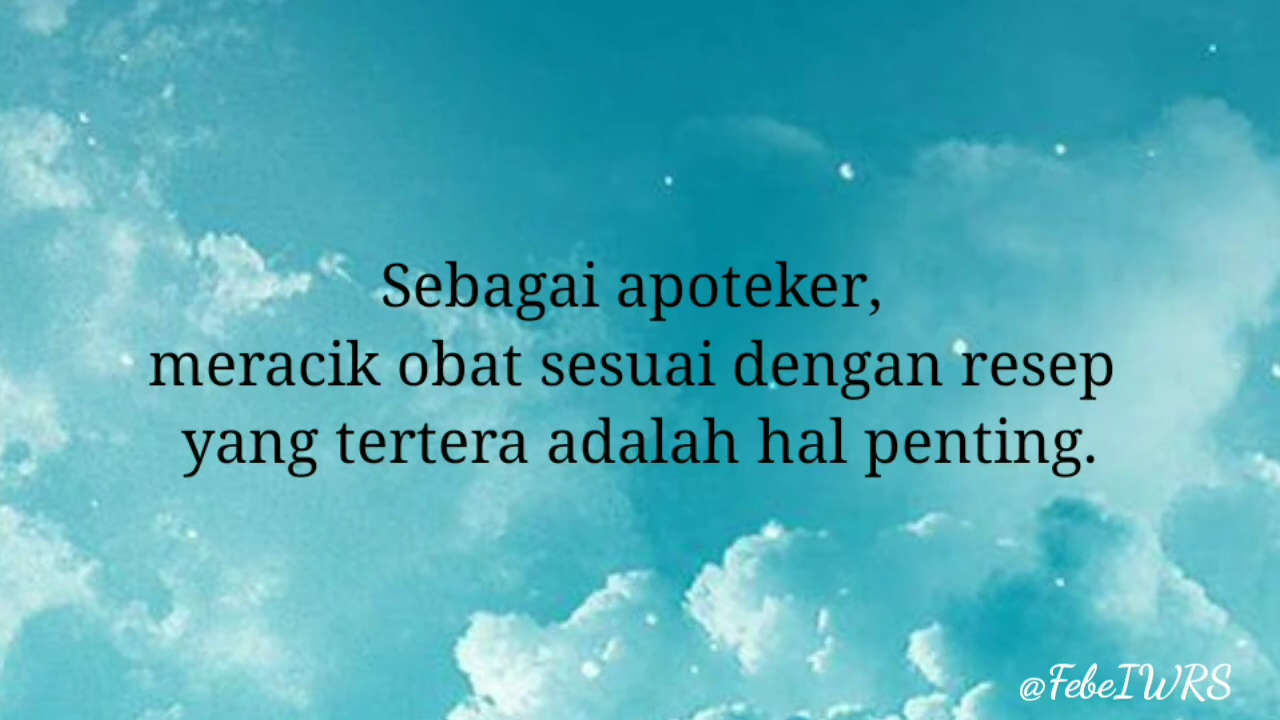 Sebagai apoteker,
meracik obat sesuai dengan resep
yang tertera adalah hal penting.
@FebeIWRS